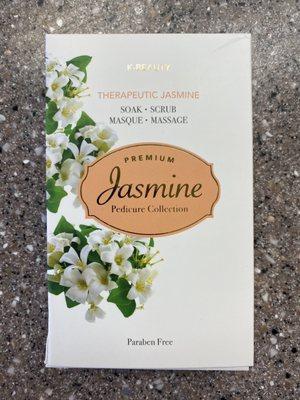 K-BEAUTY
THERAPEUTIC JASMINE
SOAK • SCRUB
MASQUE • MASSAGE
PREMIUM
Jasmine
Pedicure Collection
Paraben Free